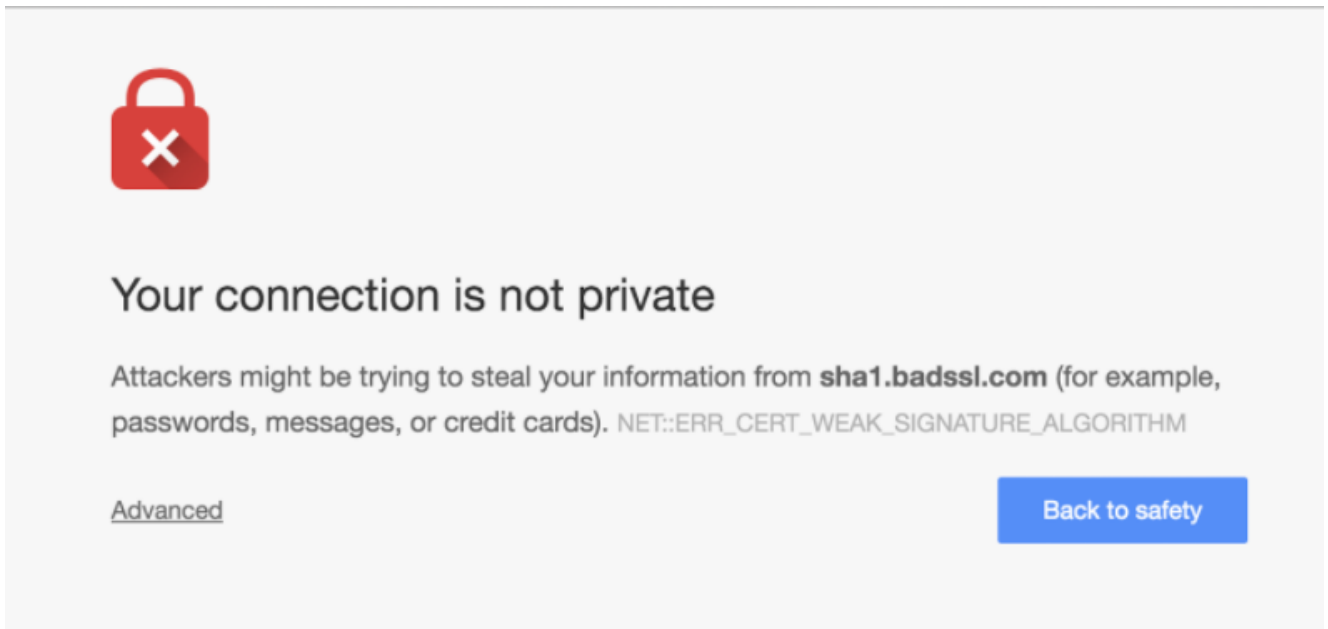 Your connection is not private
Attackers might be trying to steal your information from sha1.badssl.com (for example,
passwords, messages, or credit cards). NET::ERR_CERT_WEAK_SIGNATURE_ALGORITHM
Advanced
Back to safety